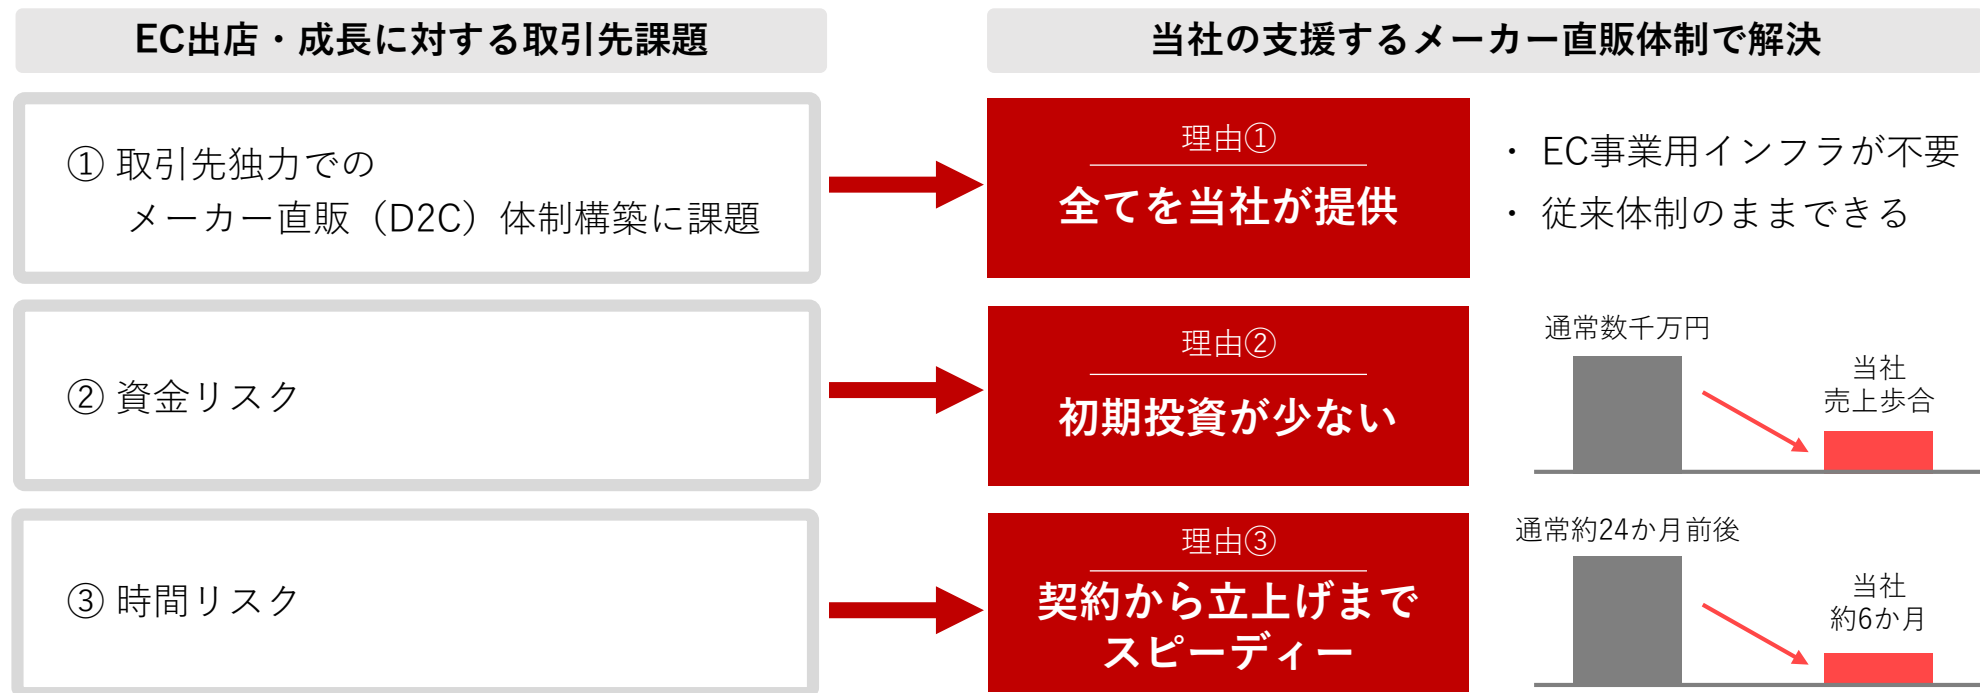 EC出店・成長に対する取引先課題
当社の支援するメーカー直販体制で解決
① 取引先独力での
メーカー直販（D2C）体制構築に課題
理由①
全てを当社が提供
・ EC事業用インフラが不要
・ 従来体制のままできる
② 資金リスク
理由②
初期投資が少ない
通常数千万円
当社
売上歩合
③ 時間リスク
理由③
契約から立上げまで
スピーディー
通常約24か月前後
当社
約6か月